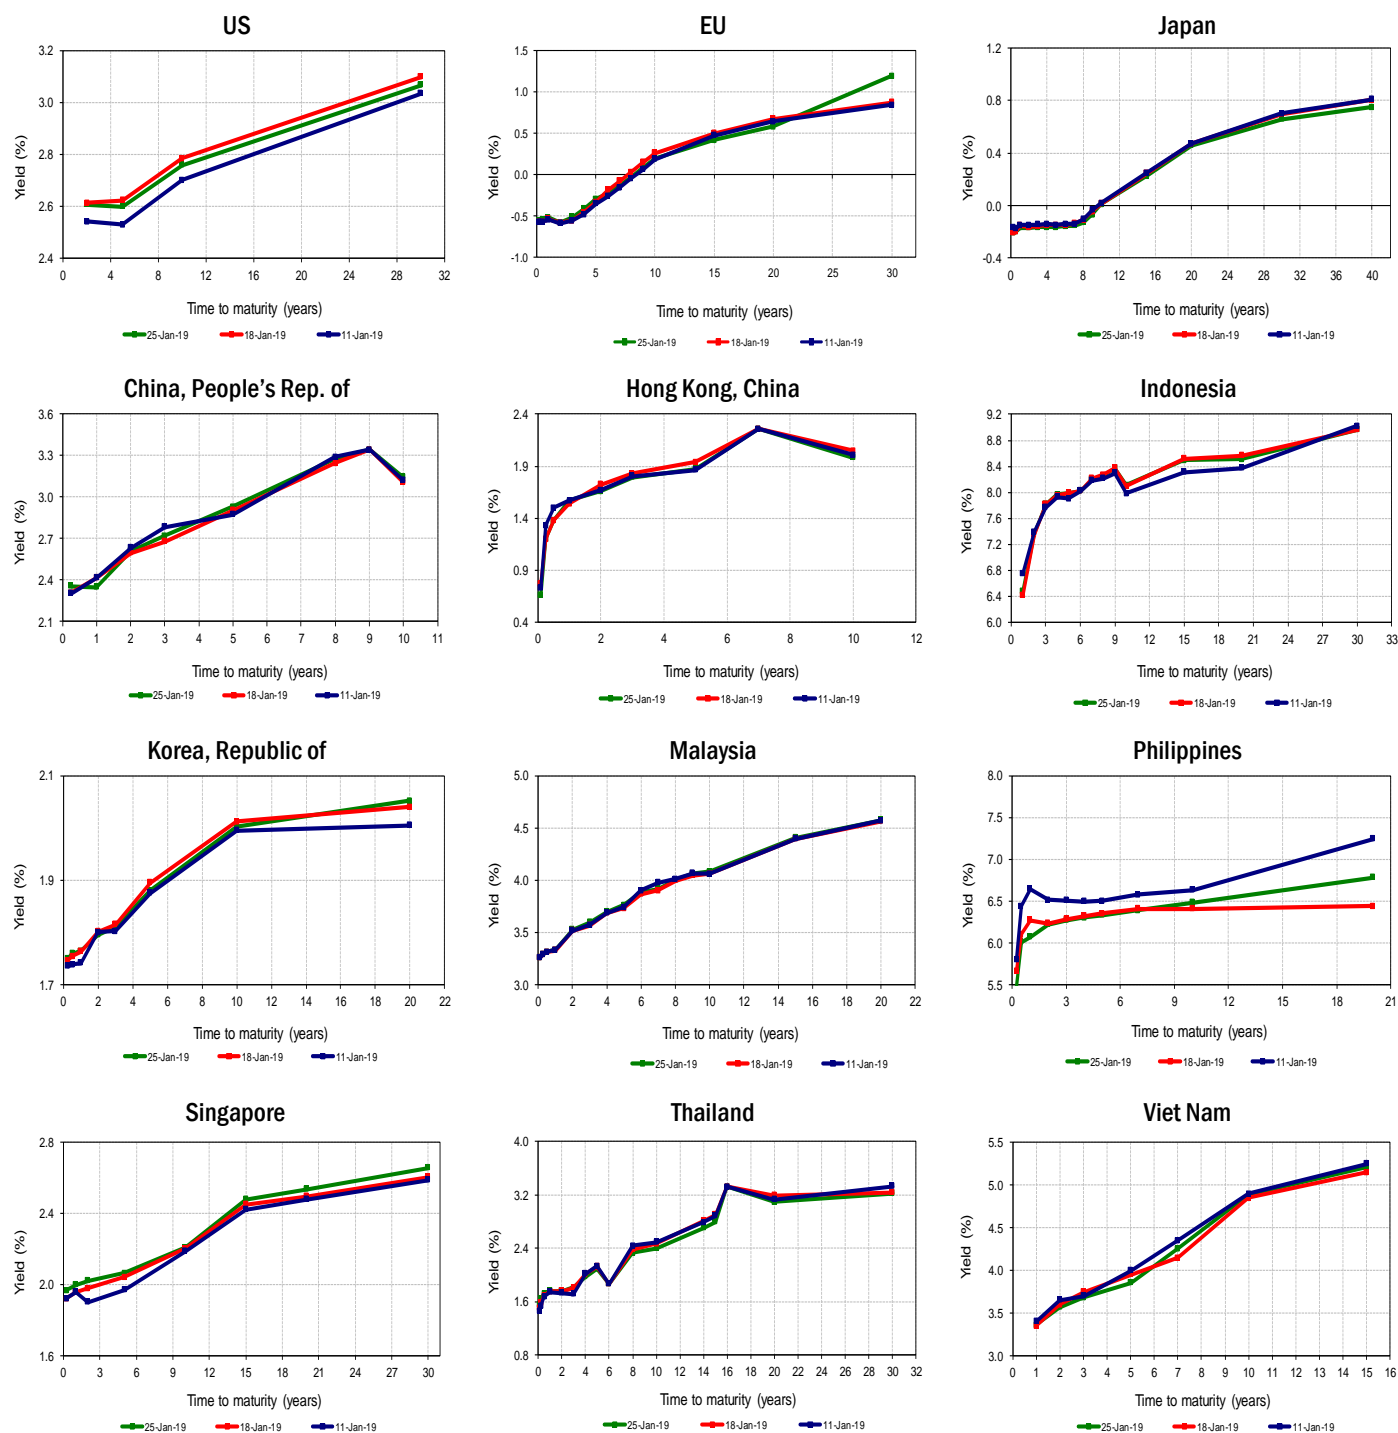 US
3.2
3.0
2.8
2.6
2.4
Yield (%)
0 4 8 12 16 20 24 28 32
Time to maturity (years)
25-Jan-19 18-Jan-19 11-Jan-19
EU
1.5
1.0
0.5
0.0
-0.5
-1.0
Yield (%)
0 5 10 15 20 25 30
Time to maturity (years)
25-Jan-19 18-Jan-19 11-Jan-19
Japan
1.2
0.8
0.4
0.0
-0.4
Yield (%)
0 4 8 12 16 20 24 28 32 36 40
Time to maturity (years)
25-Jan-19 18-Jan-19 11-Jan-19
China, People’s Rep. of
3.6
3.3
3.0
2.7
2.4
2.1
Yield (%)
0 1 2 3 4 5 6 7 8 9 10 11
Time to maturity (years)
25-Jan-19 18-Jan-19 11-Jan-19
Hong Kong, China
2.4
1.9
1.4
0.9
0.4
Yield (%)
0 2 4 6 8 10 12
Time to maturity (years)
25-Jan-19 18-Jan-19 11-Jan-19
Indonesia
9.2
8.8
8.4
8.0
7.6
7.2
6.8
6.4
6.0
Yield (%)
0 3 6 9 12 15 18 21 24 27 30 33
Time to maturity (years)
25-Jan-19 18-Jan-19 11-Jan-19
Korea, Republic of
2.1
1.9
1.7
Yield (%)
0 2 4 6 8 10 12 14 16 18 20 22
Time to maturity (years)
25-Jan-19 18-Jan-19 11-Jan-19
Malaysia
5.0
4.5
4.0
3.5
3.0
Yield (%)
0 2 4 6 8 10 12 14 16 18 20 22
Time to maturity (years)
25-Jan-19 18-Jan-19 11-Jan-19
Philippines
8.0
7.5
7.0
6.5
6.0
5.5
Yield (%)
0 3 6 9 12 15 18 21
Time to maturity (years)
25-Jan-19 18-Jan-19 11-Jan-19
Singapore
2.8
2.4
2.0
1.6
Yield (%)
0 3 6 9 12 15 18 21 24 27 30
Time to maturity (years)
25-Jan-19 18-Jan-19 11-Jan-19
Thailand
4.0
3.2
2.4
1.6
0.8
Yield (%)
0 2 4 6 8 10 12 14 16 18 20 22 24 26 28 30 32
Time to maturity (years)
25-Jan-19 18-Jan-19 11-Jan-19
Viet Nam
5.5
5.0
4.5
4.0
3.5
3.0
Yield (%)
0 1 2 3 4 5 6 7 8 9 10 11 12 13 14 15 16
Time to maturity (years)
25-Jan-19 18-Jan-19 11-Jan-19